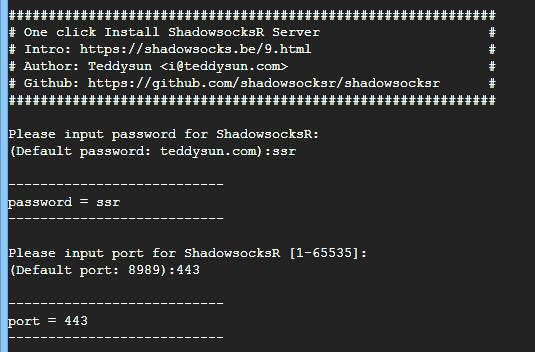 ############################################################
# One click Install ShadowsocksR Server                     #
# Intro: https://shadowsocks.be/9.html                      #
# Author: Teddysun <i@teddysun.com>                         #
# Github: https://github.com/shadowsocksr/shadowsocksr      #
############################################################
Please input password for ShadowsocksR:
(Default password: teddysun.com):ssr
---------------------------
password = ssr
---------------------------
Please input port for ShadowsocksR [1-65535]:
(Default port: 8989):443
---------------------------
port = 443
---------------------------